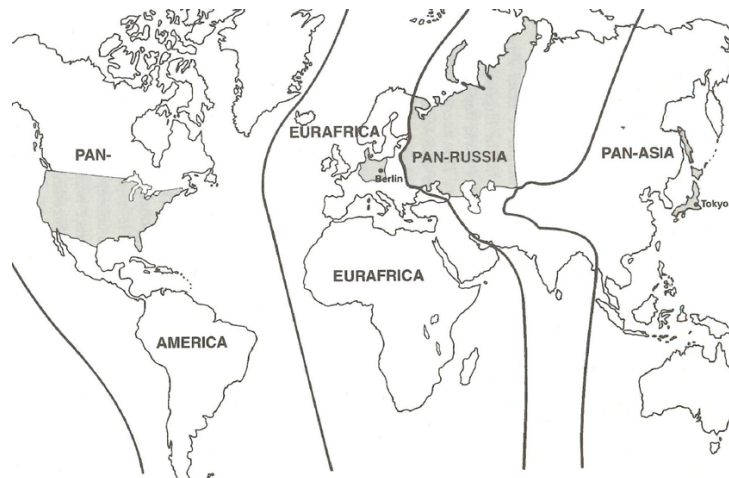 PAN-
AMERICA
EURAFRICA
Berlin
EURAFRICA
PAN-RUSSIA
PAN-ASIA
Tokyo